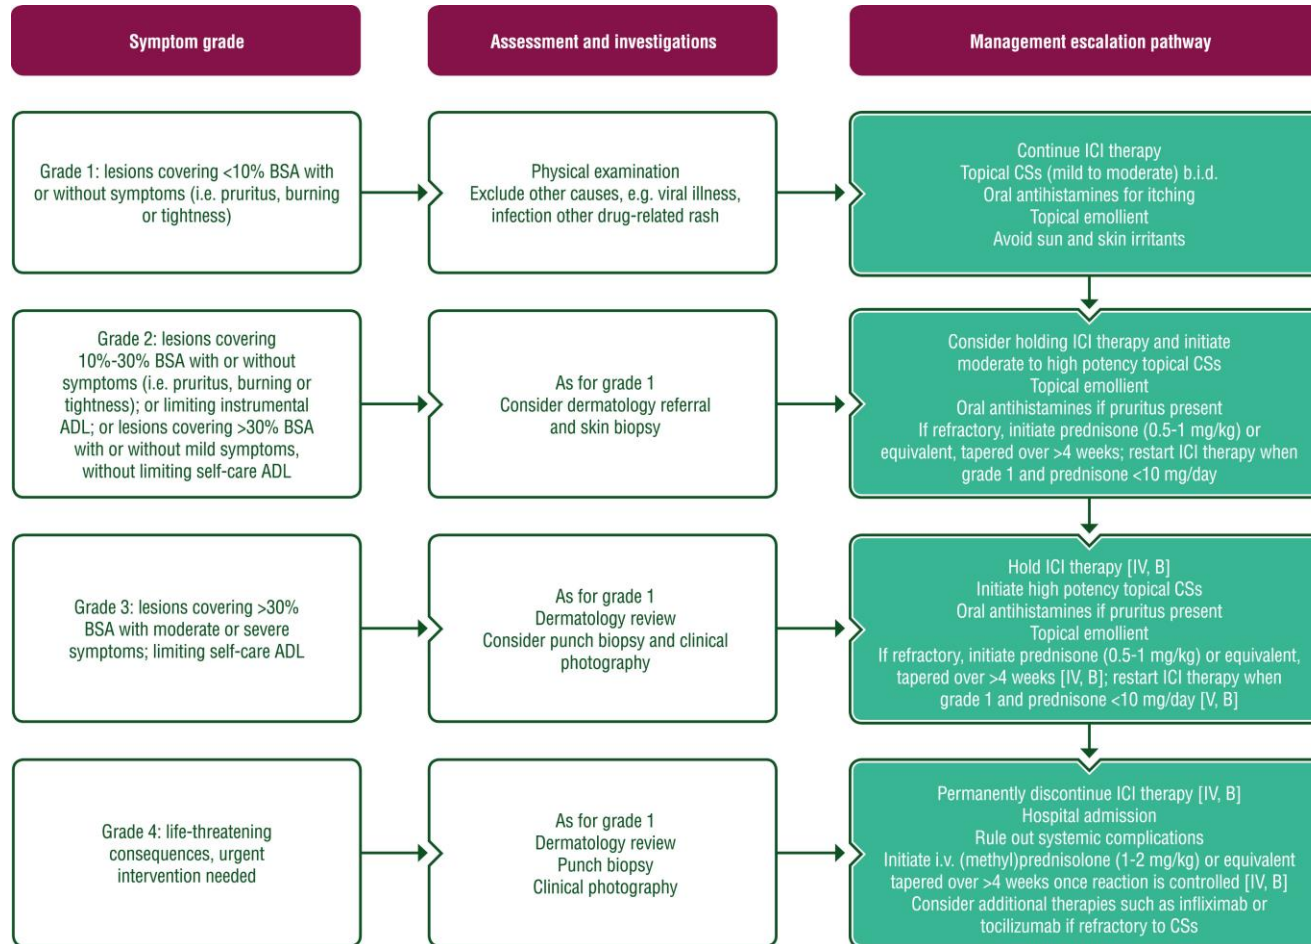 Symptom grade
Assessment and investigations
Management escalation pathway
Grade 1: lesions covering <10% BSA with
or without symptoms (i.e. pruritus, burning
or tightness)
Physical examination
Exclude other causes, e.g. viral illness,
infection other drug-related rash
Continue ICI therapy
Topical CSs (mild to moderate) b.i.d.
Oral antihistamines for itching
Topical emollient
Avoid sun and skin irritants
Grade 2: lesions covering
10%-30% BSA with or without
symptoms (i.e. pruritus, burning or
tightness); or limiting instrumental
ADL; or lesions covering >30% BSA
with or without mild symptoms,
without limiting self-care ADL
As for grade 1
Consider dermatology referral
and skin biopsy
Consider holding ICI therapy and initiate
moderate to high potency topical CSs
Topical emollient
Oral antihistamines if pruritus present
If refractory, initiate prednisone (0.5-1 mg/kg) or
equivalent, tapered over >4 weeks; restart ICI therapy when
grade 1 and prednisone <10 mg/day
Grade 3: lesions covering >30%
BSA with moderate or severe
symptoms; limiting self-care ADL
As for grade 1
Dermatology review
Consider punch biopsy and clinical
photography
Hold ICI therapy [IV, B]
Initiate high potency topical CSs
Oral antihistamines if pruritus present
Topical emollient
If refractory, initiate prednisone (0.5-1 mg/kg) or equivalent,
tapered over >4 weeks [IV, B]; restart ICI therapy when
grade 1 and prednisone <10 mg/day [V, B]
Grade 4: life-threatening
consequences, urgent
intervention needed
As for grade 1
Dermatology review
Punch biopsy
Clinical photography
Permanently discontinue ICI therapy [IV, B]
Hospital admission
Rule out systemic complications
Initiate i.v. (methyl)prednisolone (1-2 mg/kg) or equivalent
tapered over >4 weeks once reaction is controlled [IV, B]
Consider additional therapies such as infliximab or
tocilizumab if refractory to CSs